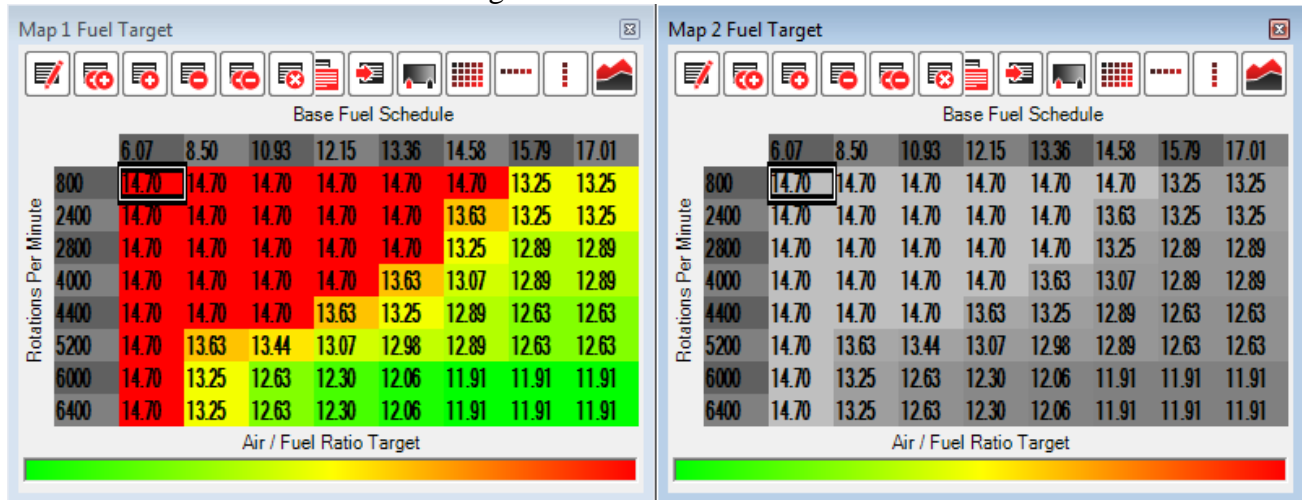 Map 1 Fuel Target
Base Fuel Schedule
6.07 8.50 10.93 12.15 13.36 14.58 15.79 17.01
800 14.70 14.70 14.70 14.70 14.70 14.70 13.25 13.25
2400 14.70 14.70 14.70 14.70 14.70 13.63 13.25 13.25
2800 14.70 14.70 14.70 14.70 14.70 13.25 12.89 12.89
4000 14.70 14.70 14.70 14.70 13.63 13.07 12.89 12.89
4400 14.70 14.70 14.70 13.63 13.25 12.89 12.63 12.63
5200 14.70 13.63 13.44 13.07 12.98 12.89 12.63 12.63
6000 14.70 13.25 12.63 12.30 12.06 11.91 11.91 11.91
6400 14.70 13.25 12.63 12.30 12.06 11.91 11.91 11.91
Rotations Per Minute
Air / Fuel Ratio Target
Map 2 Fuel Target
Base Fuel Schedule
6.07 8.50 10.93 12.15 13.36 14.58 15.79 17.01
800 14.70 14.70 14.70 14.70 14.70 14.70 13.25 13.25
2400 14.70 14.70 14.70 14.70 14.70 13.63 13.25 13.25
2800 14.70 14.70 14.70 14.70 14.70 13.25 12.89 12.89
4000 14.70 14.70 14.70 14.70 13.63 13.07 12.89 12.89
4400 14.70 14.70 14.70 13.63 13.25 12.89 12.63 12.63
5200 14.70 13.63 13.44 13.07 12.98 12.89 12.63 12.63
6000 14.70 13.25 12.63 12.30 12.06 11.91 11.91 11.91
6400 14.70 13.25 12.63 12.30 12.06 11.91 11.91 11.91
Rotations Per Minute
Air / Fuel Ratio Target